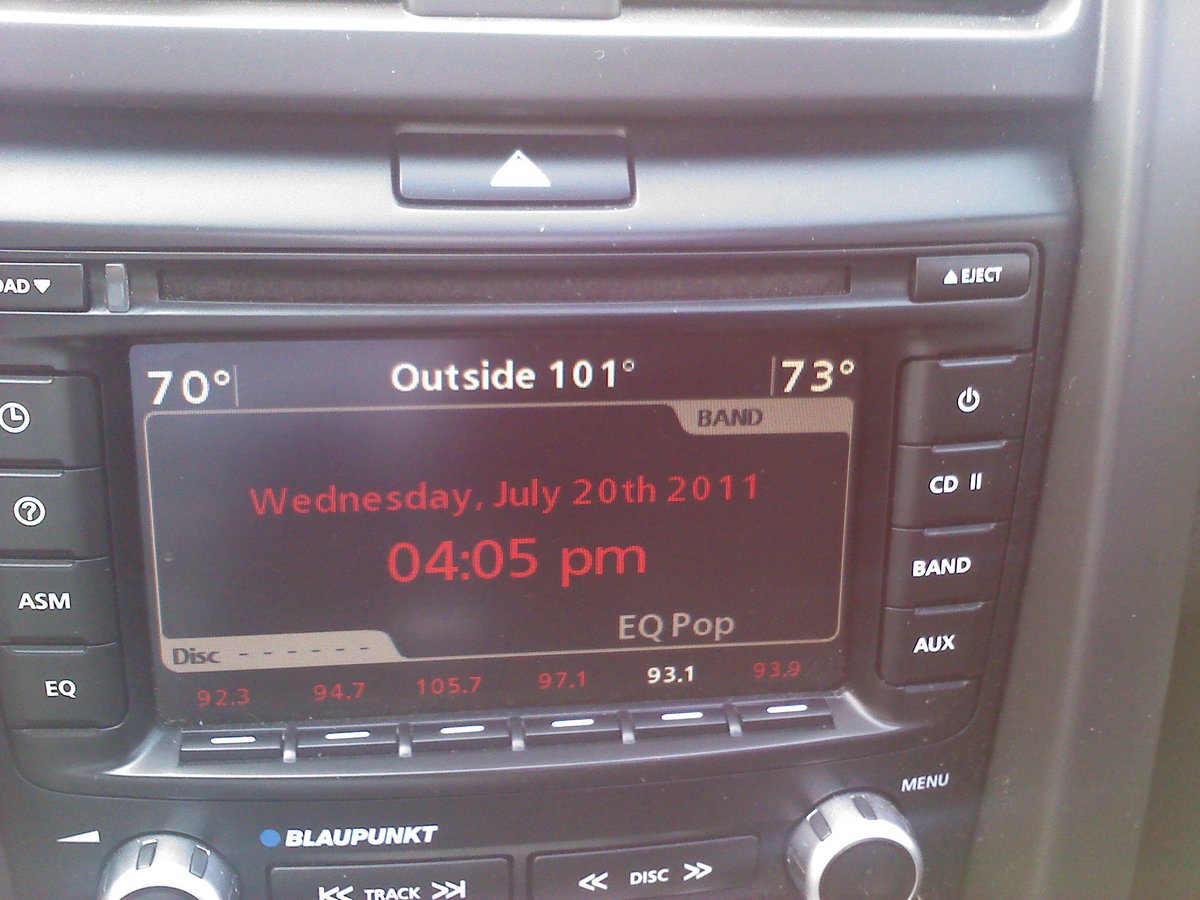 OAD
EJECT
70° Outside 101° 73°
BAND
CD II
Wednesday, July 20th 2011
04:05 pm
BAND
ASM
EQ Pop
AUX
Disc - - - - - -
EQ
92.3 94.7 105.7 97.1 93.1 93.9
MENU
BLAUPUNKT
TRACK
DISC